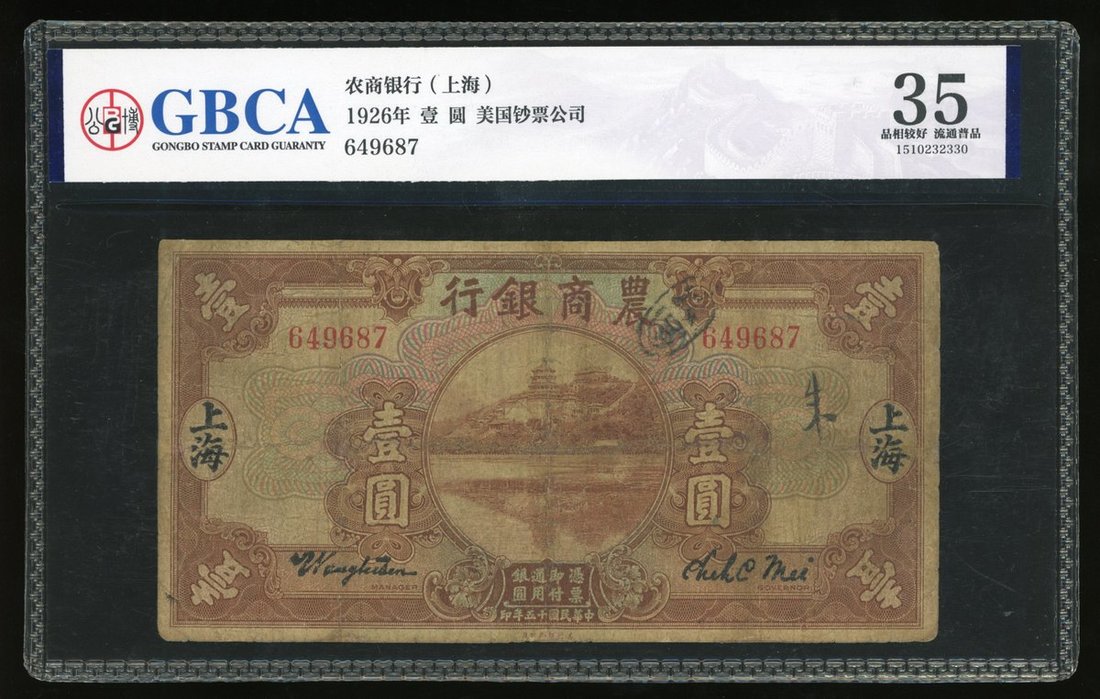 GBCA
GONGBO STAMP CARD GUARANTY
农商银行（上海）
1926年 壹 圆 美国钞票公司
649687
35
品相较好 流通普品
1510232330
行銀商農
649687
649687
壹
壹
上海
上海
壹圓
壹圓
朱
MANAGER
GOVERNOR
憑票即付通用銀圓
中華民國十五年印
壹
壹